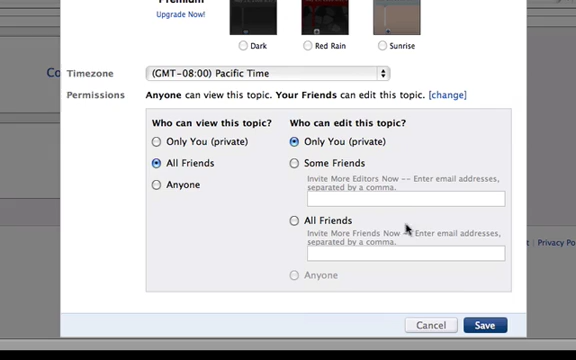 Premium
Upgrade Now!
Dark
Red Rain
Sunrise
Co
Timezone
(GMT-08:00) Pacific Time
Permissions
Anyone can view this topic. Your Friends can edit this topic. [change]
Who can view this topic?
Only You (private)
All Friends
Anyone
Who can edit this topic?
Only You (private)
Some Friends
Invite More Editors Now -- Enter email addresses,
separated by a comma.
All Friends
Invite More Friends Now -- Enter email addresses,
separated by a comma.
Anyone
Privacy Po
Cancel
Save